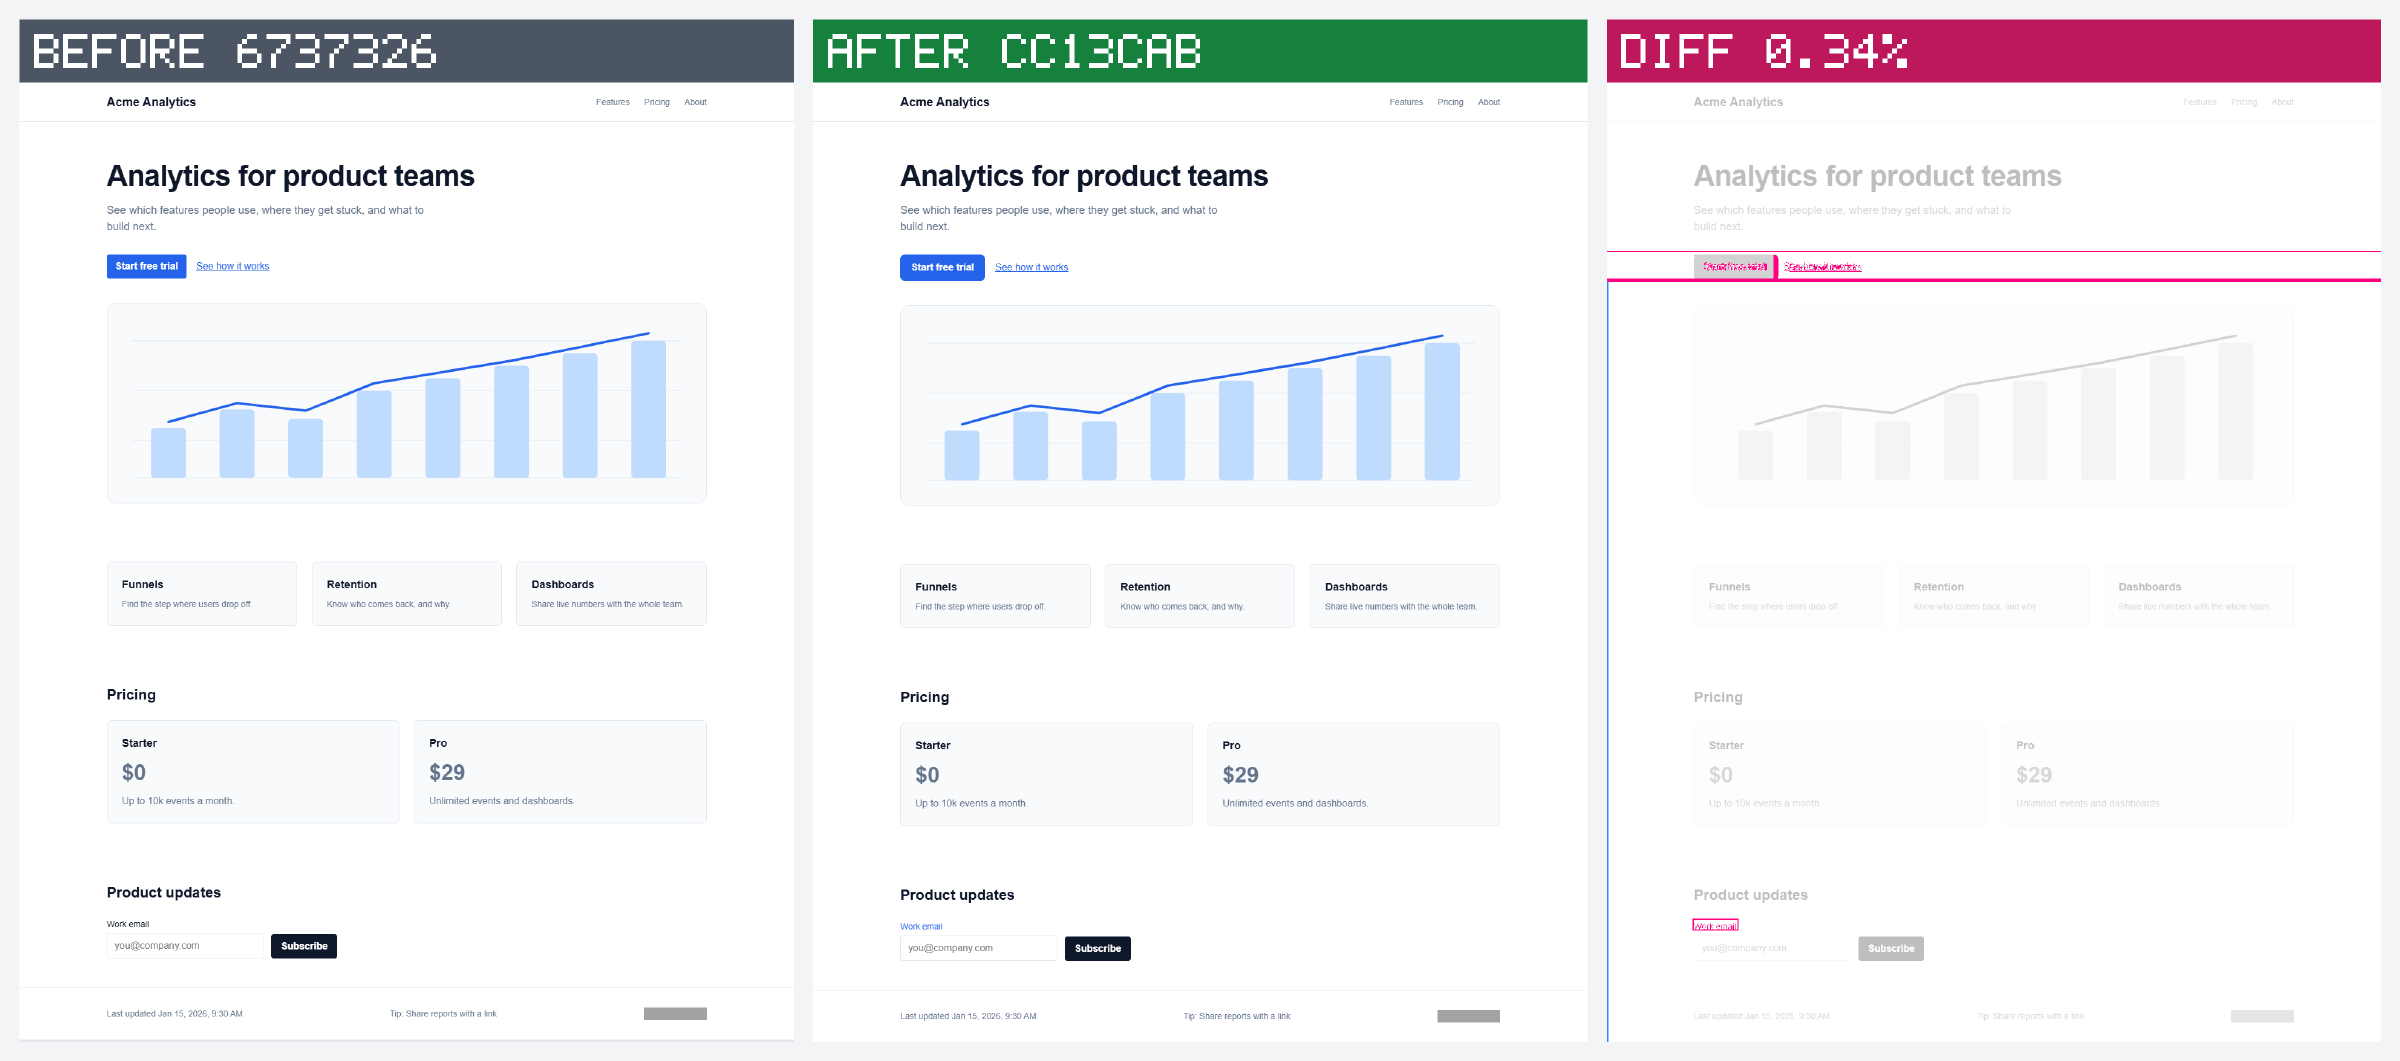 BEFORE 6737326
Acme Analytics
Features Pricing About
Analytics for product teams
See which features people use, where they get stuck, and what to
build next.
Start free trial See how it works
Funnels
Find the step where users drop off.
Retention
Know who comes back, and why.
Dashboards
Share live numbers with the whole team.
Pricing
Starter
$0
Up to 10k events a month.
Pro
$29
Unlimited events and dashboards.
Product updates
Work email
you@company.com Subscribe
Last updated Jan 15, 2026, 9:30 AM Tip: Share reports with a link
AFTER CC13CAB
Acme Analytics
Features Pricing About
Analytics for product teams
See which features people use, where they get stuck, and what to
build next.
Start free trial See how it works
Funnels
Find the step where users drop off.
Retention
Know who comes back, and why.
Dashboards
Share live numbers with the whole team.
Pricing
Starter
$0
Up to 10k events a month.
Pro
$29
Unlimited events and dashboards.
Product updates
Work email
you@company.com Subscribe
Last updated Jan 15, 2026, 9:30 AM Tip: Share reports with a link
DIFF 0.34%
Acme Analytics
Features Pricing About
Analytics for product teams
See which features people use, where they get stuck, and what to
build next.
Funnels
Find the step where users drop off.
Retention
Know who comes back, and why.
Dashboards
Share live numbers with the whole team
Pricing
Starter
$0
Up to 10k events a month.
Pro
$29
Unlimited events and dashboards
Product updates
Work email
you@company.com Subscribe
Last updated Jan 15, 2026, 9:30 AM Tip: Share reports with a link